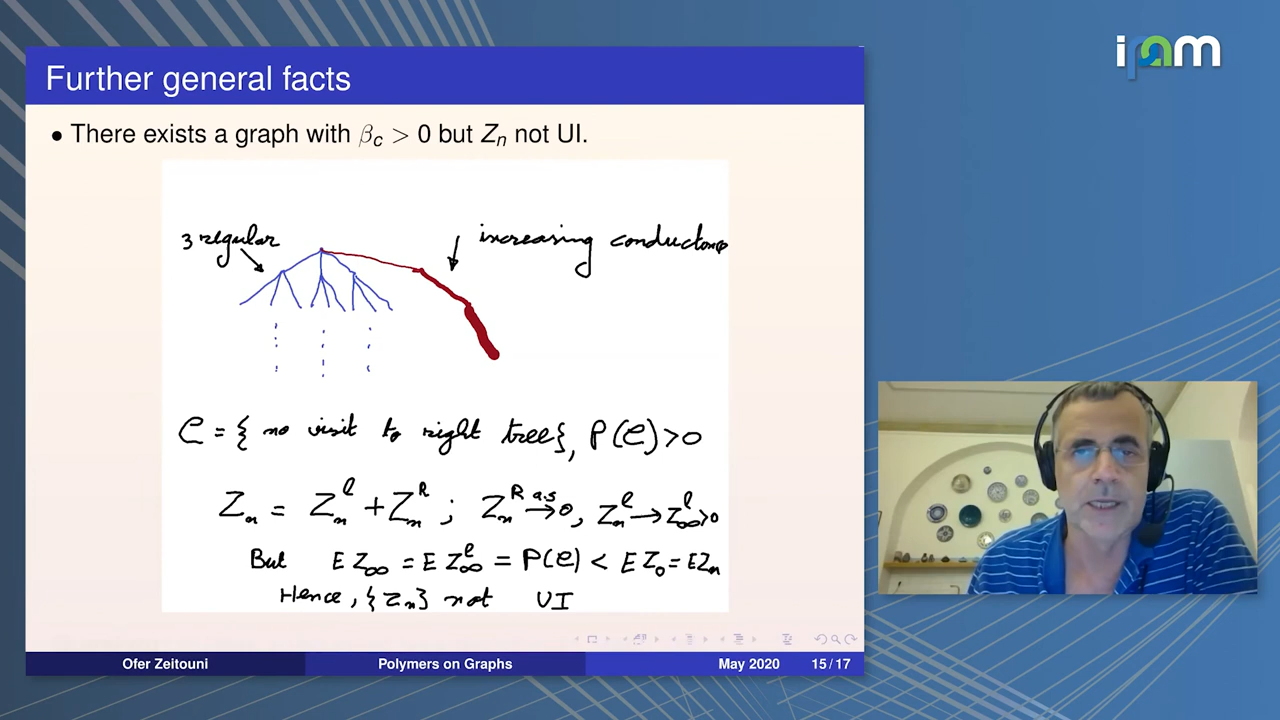 ipam
Further general facts
• There exists a graph with βc > 0 but Zn not UI.
3 regular
increasing conductance
C = { no visit to right tree}, P(C)>0
Z_n = Z_n^l + Z_n^R ; Z_n^R a.s → 0, Z_n^l → Z_∞^l >0
But E Z_∞ = E Z_∞^l = P(C) < E Z_0 = E Z_n
Hence, {Z_n} not UI
Ofer Zeitouni
Polymers on Graphs
May 2020 15/17